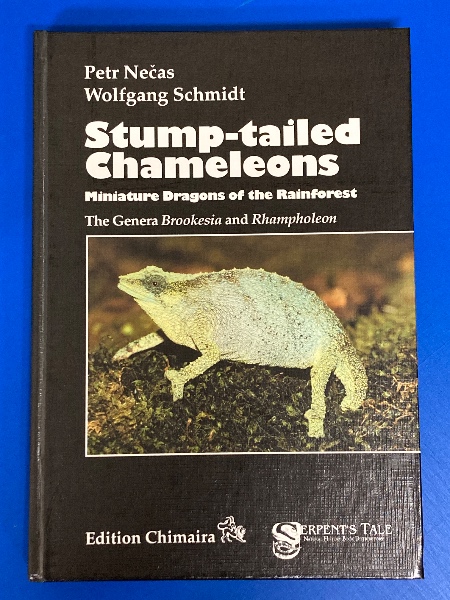 Petr Nečas
Wolfgang Schmidt
Stump-tailed
Chameleons
Miniature Dragons of the Rainforest
The Genera Brookesia and Rhampholeon
Edition Chimaira
SERPENT'S TALE